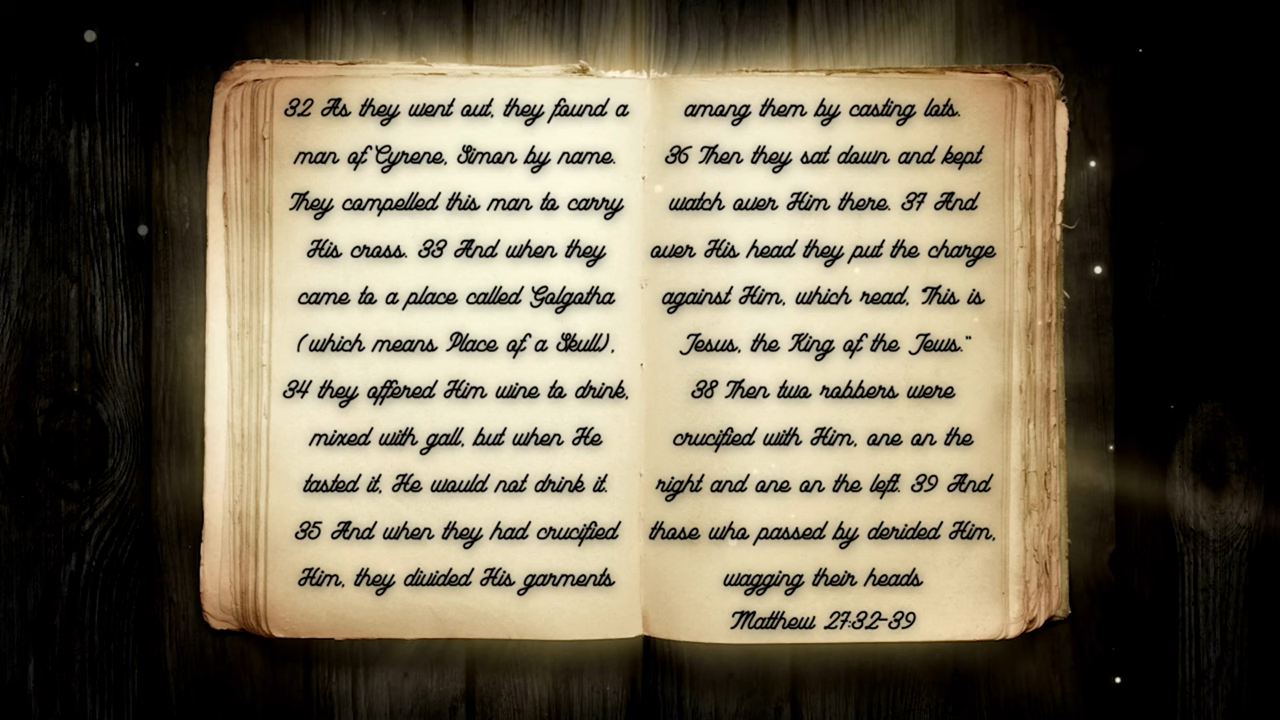 32 As they went out, they found a
man of Cyrene, Simon by name.
They compelled this man to carry
His cross. 33 And when they
came to a place called Golgotha
(which means Place of a Skull),
34 they offered Him wine to drink,
mixed with gall, but when He
tasted it, He would not drink it.
35 And when they had crucified
Him, they divided His garments
among them by casting lots.
36 Then they sat down and kept
watch over Him there. 37 And
over His head they put the charge
against Him, which read, This is
Jesus, the King of the Jews."
38 Then two robbers were
crucified with Him, one on the
right and one on the left. 39 And
those who passed by derided Him,
wagging their heads
Matthew 27:32-39